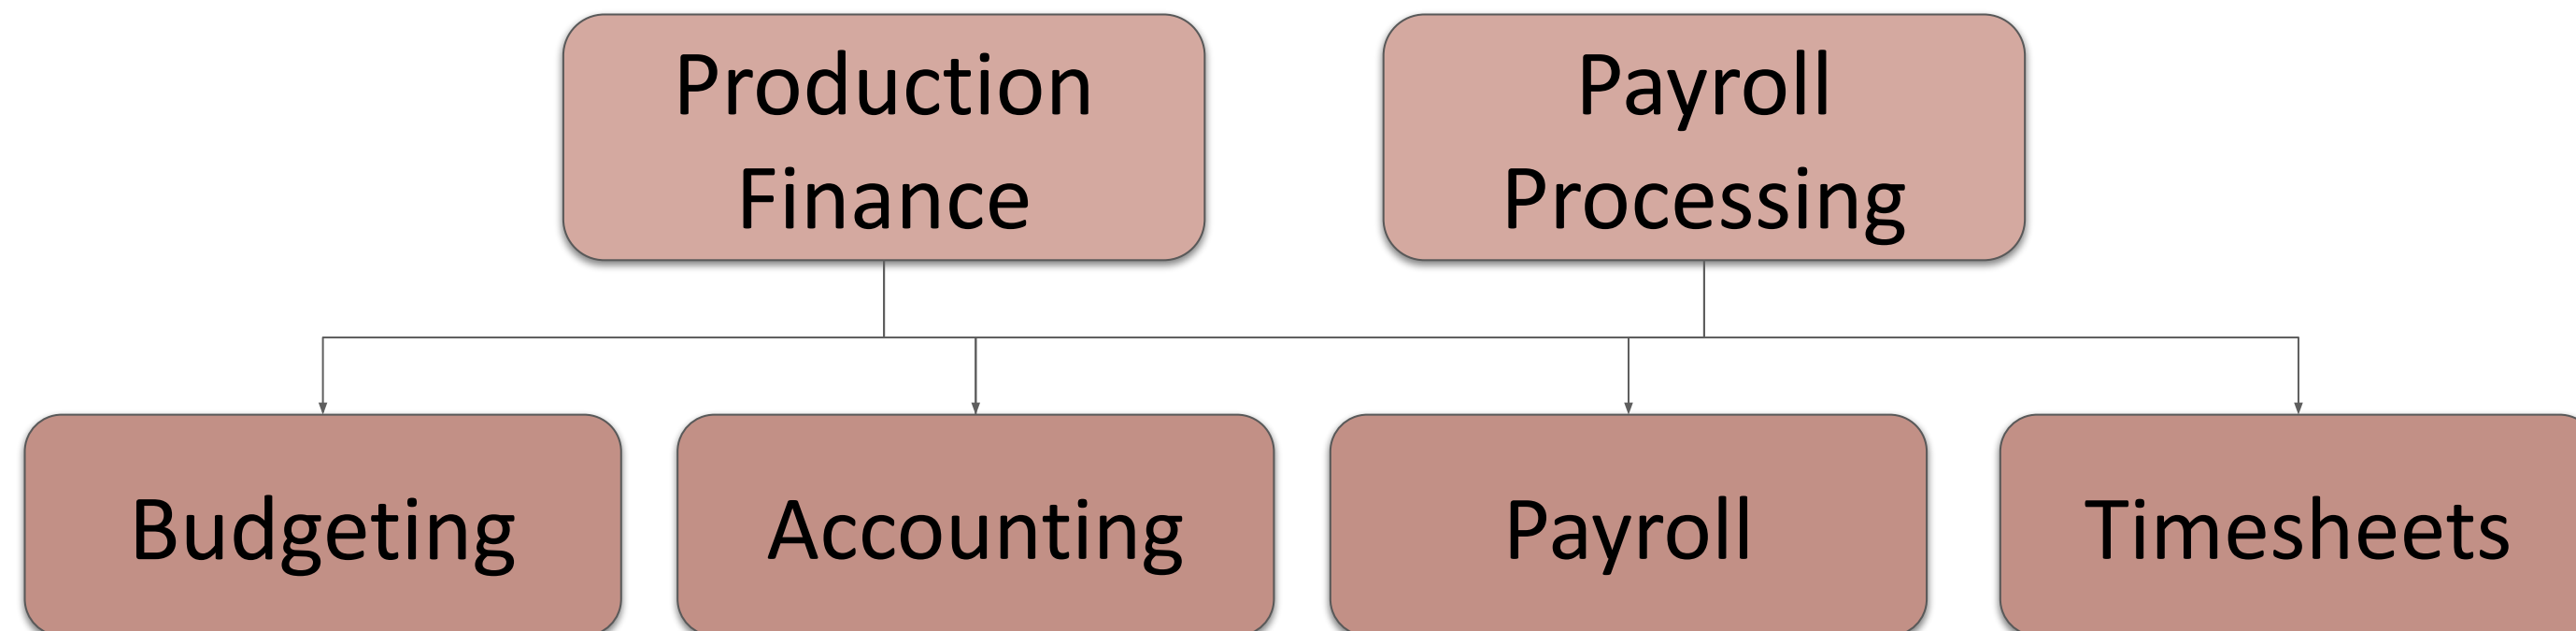 Production
Finance
Payroll
Processing
Budgeting
Accounting
Payroll
Timesheets